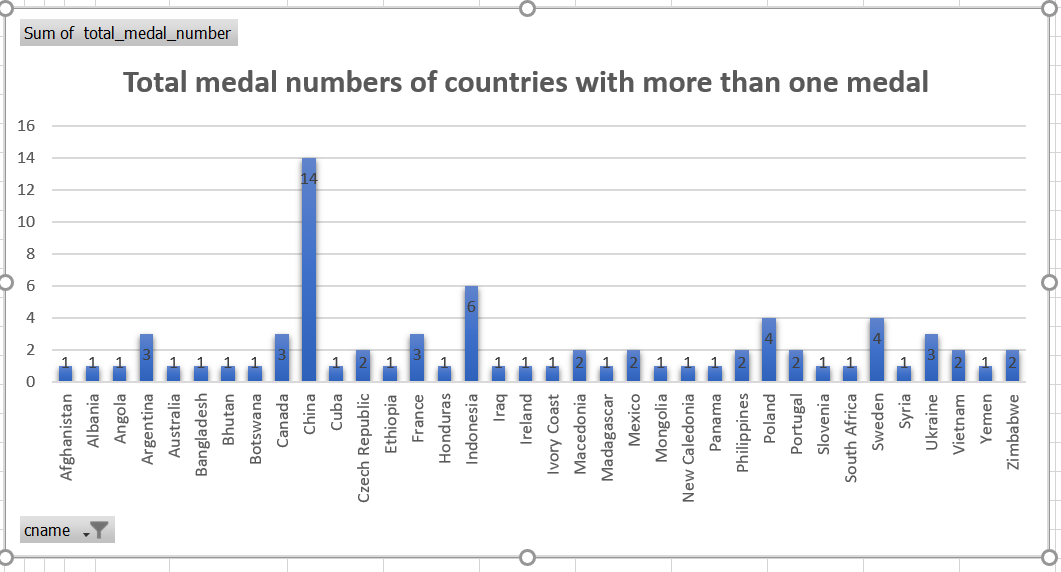 Sum of total_medal_number
Total medal numbers of countries with more than one medal
16
14
12
10
8
6
4
2
0
1
1
1
3
1
1
1
1
3
14
1
2
1
3
1
6
1
1
1
2
1
2
1
1
1
2
4
2
1
1
4
1
3
2
1
2
Afghanistan
Albania
Angola
Argentina
Australia
Bangladesh
Bhutan
Botswana
Canada
China
Cuba
Czech Republic
Ethiopia
France
Honduras
Indonesia
Iraq
Ireland
Ivory Coast
Macedonia
Madagascar
Mexico
Mongolia
New Caledonia
Panama
Philippines
Poland
Portugal
Slovenia
South Africa
Sweden
Syria
Ukraine
Vietnam
Yemen
Zimbabwe
cname